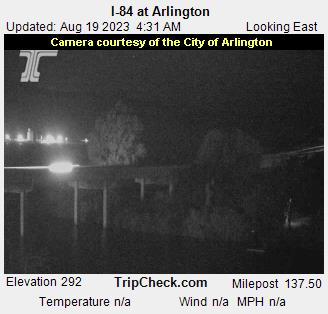 I-84 at Arlington
Updated: Aug 19 2023 4:31 AM Looking East
Camera courtesy of the City of Arlington
Elevation 292 TripCheck.com Milepost 137.50
Temperature n/a Wind n/a MPH n/a